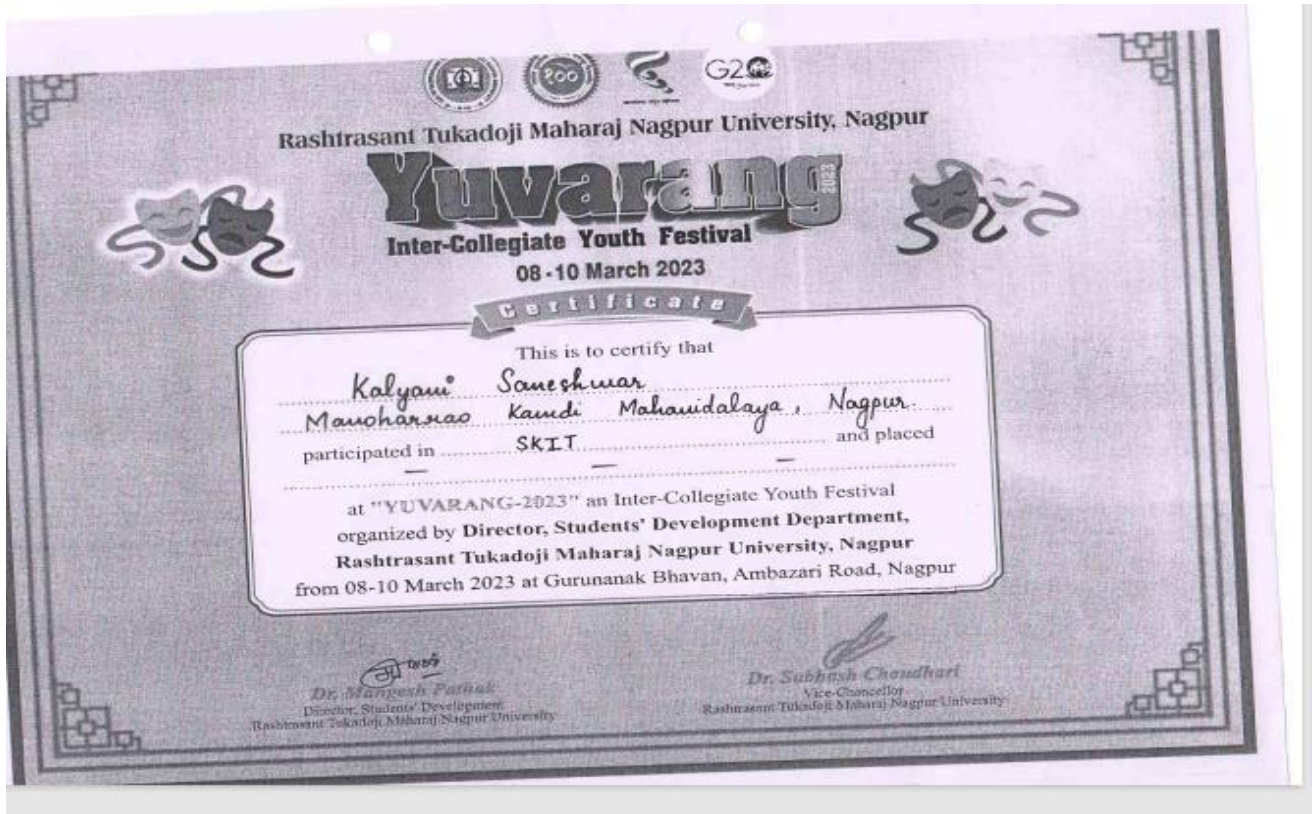 १००
G20
Rashtrasant Tukadoji Maharaj Nagpur University, Nagpur
Yuvarang 2023
Inter-Collegiate Youth Festival
08-10 March 2023
Certificate
This is to certify that
Kalyani Saneshwar
Manoharrao Kamdi Mahavidalaya, Nagpur.
participated in SKIT and placed
— — —
at "YUVARANG-2023" an Inter-Collegiate Youth Festival
organized by Director, Students' Development Department,
Rashtrasant Tukadoji Maharaj Nagpur University, Nagpur
from 08-10 March 2023 at Gurunanak Bhavan, Ambazari Road, Nagpur
Dr. Mangesh Pathak
Director, Students' Development
Rashtrasant Tukadoji Maharaj Nagpur University
Dr. Subhash Chaudhari
Vice-Chancellor
Rashtrasant Tukadoji Maharaj Nagpur University